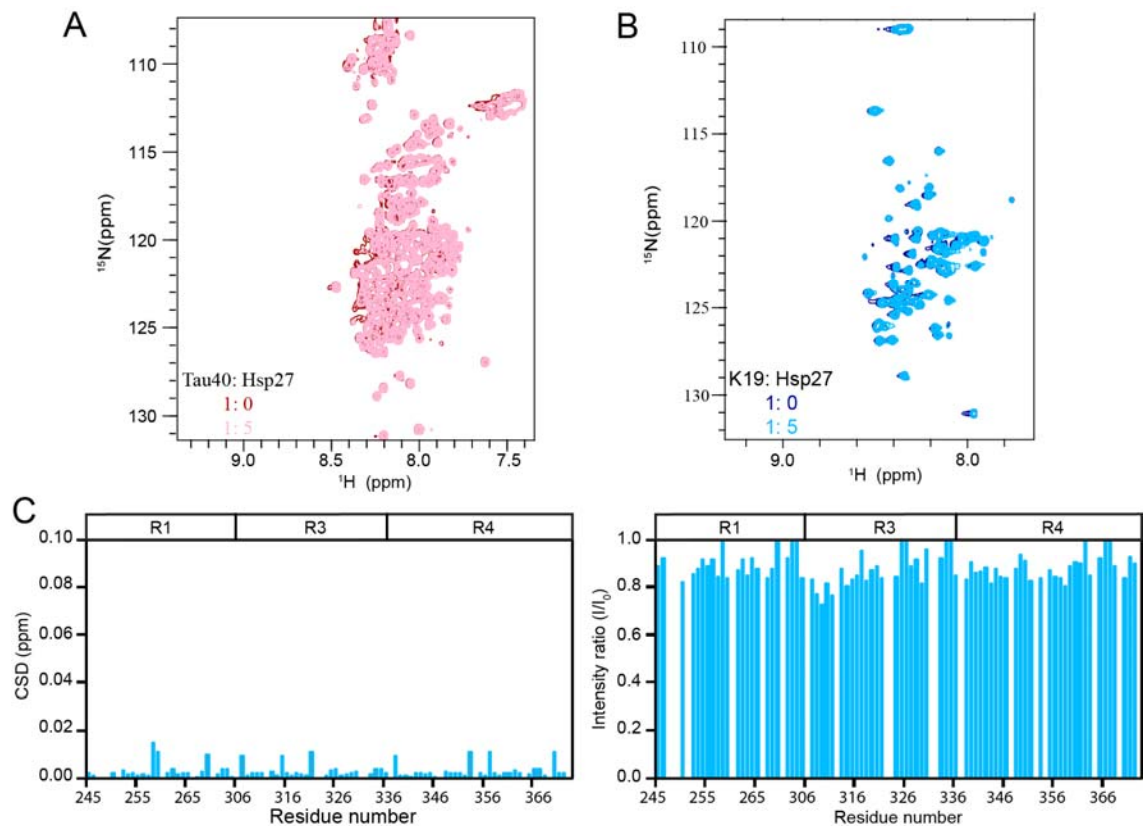 A
B
110
115
120
125
130
¹⁵N(ppm)
Tau40: Hsp27
1: 0
1: 5
9.0
8.5
8.0
7.5
¹H (ppm)
110
115
120
125
130
¹⁵N(ppm)
K19: Hsp27
1: 0
1: 5
9.0
8.0
¹H (ppm)
C
R1 R3 R4
0.10
0.08
0.06
0.04
0.02
0.00
CSD (ppm)
245 255 265 306 316 326 336 346 356 366
Residue number
R1 R3 R4
1.0
0.8
0.6
0.4
0.2
0.0
Intensity ratio (I/I₀)
245 255 265 306 316 326 336 346 356 366
Residue number